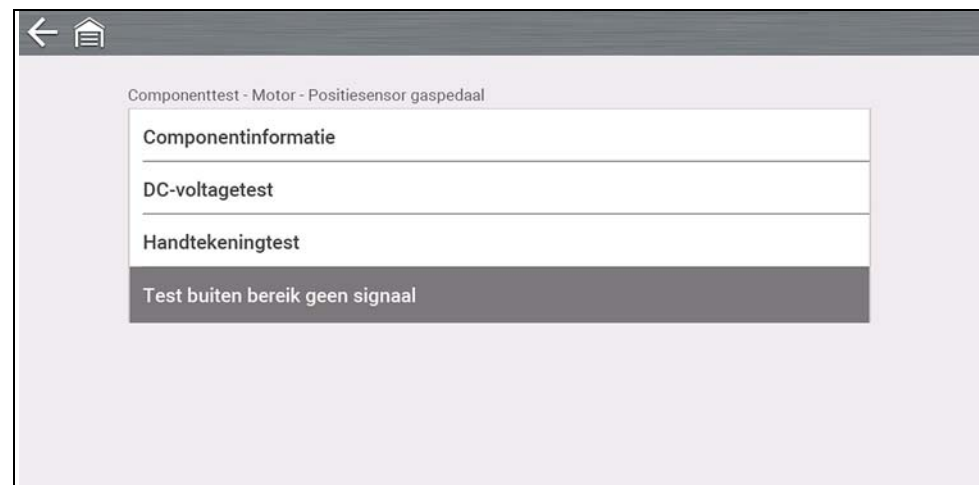 Componenttest - Motor - Positiesensor gaspedaal
Componentinformatie
DC-voltagetest
Handtekeningtest
Test buiten bereik geen signaal